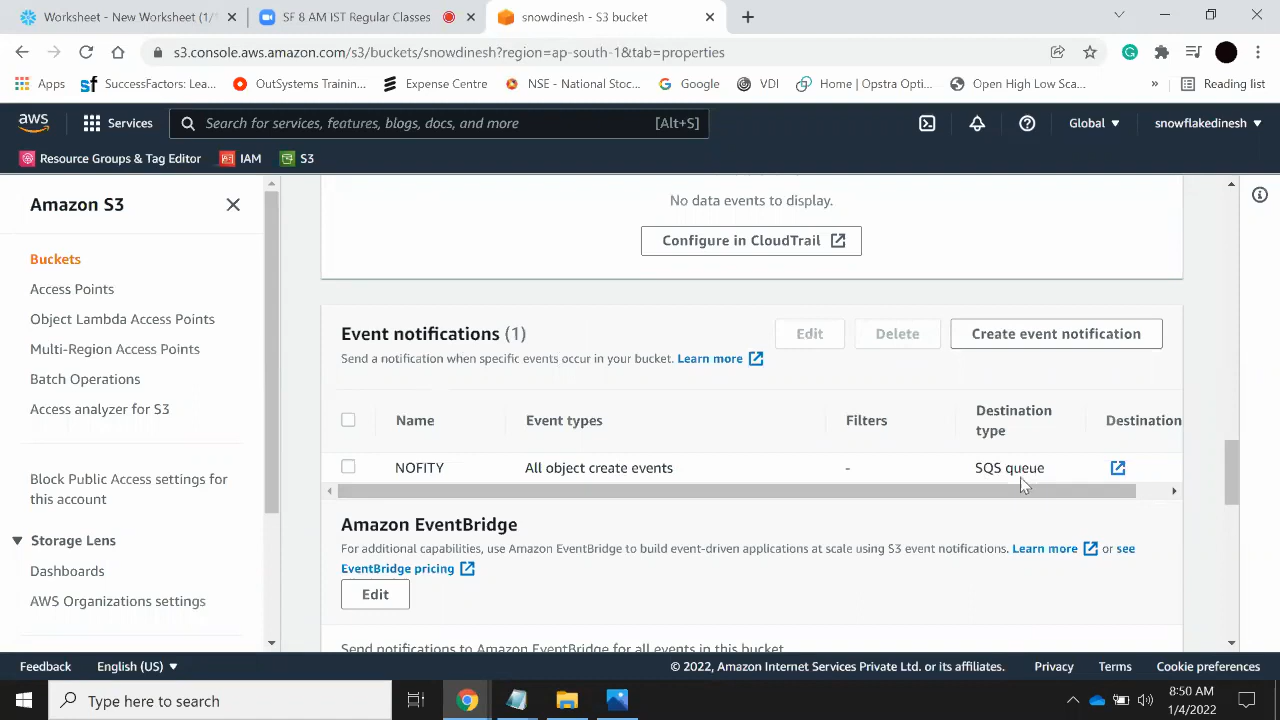 Worksheet - New Worksheet (1/
SF 8 AM IST Regular Classes
snowdinesh - S3 bucket
s3.console.aws.amazon.com/s3/buckets/snowdinesh?region=ap-south-1&tab=properties
Apps
sf SuccessFactors: Lea...
OutSystems Training...
Expense Cherry
NSE - National Stoc...
Google
VDI
Home | Opstra Opti...
Open High Low Sca...
»
Reading list
aws
Services
Search for services, features, blogs, docs, and more
[Alt+S]
Global
snowflakedinesh
Resource Groups & Tag Editor
IAM
S3
Amazon S3
Buckets
Access Points
Object Lambda Access Points
Multi-Region Access Points
Batch Operations
Access analyzer for S3
Block Public Access settings for
this account
Storage Lens
Dashboards
AWS Organizations settings
No data events to display.
Configure in CloudTrail
Event notifications (1)
Edit
Delete
Create event notification
Send a notification when specific events occur in your bucket. Learn more
Name
Event types
Filters
Destination
type
Destination
NOFITY
All object create events
-
SQS queue
Amazon EventBridge
For additional capabilities, use Amazon EventBridge to build event-driven applications at scale using S3 event notifications. Learn more or see
EventBridge pricing
Edit
Send notifications to Amazon EventBridge for all events in this bucket
Feedback
English (US)
© 2022, Amazon Internet Services Private Ltd. or its affiliates.
Privacy
Terms
Cookie preferences
Type here to search
8:50 AM
1/4/2022